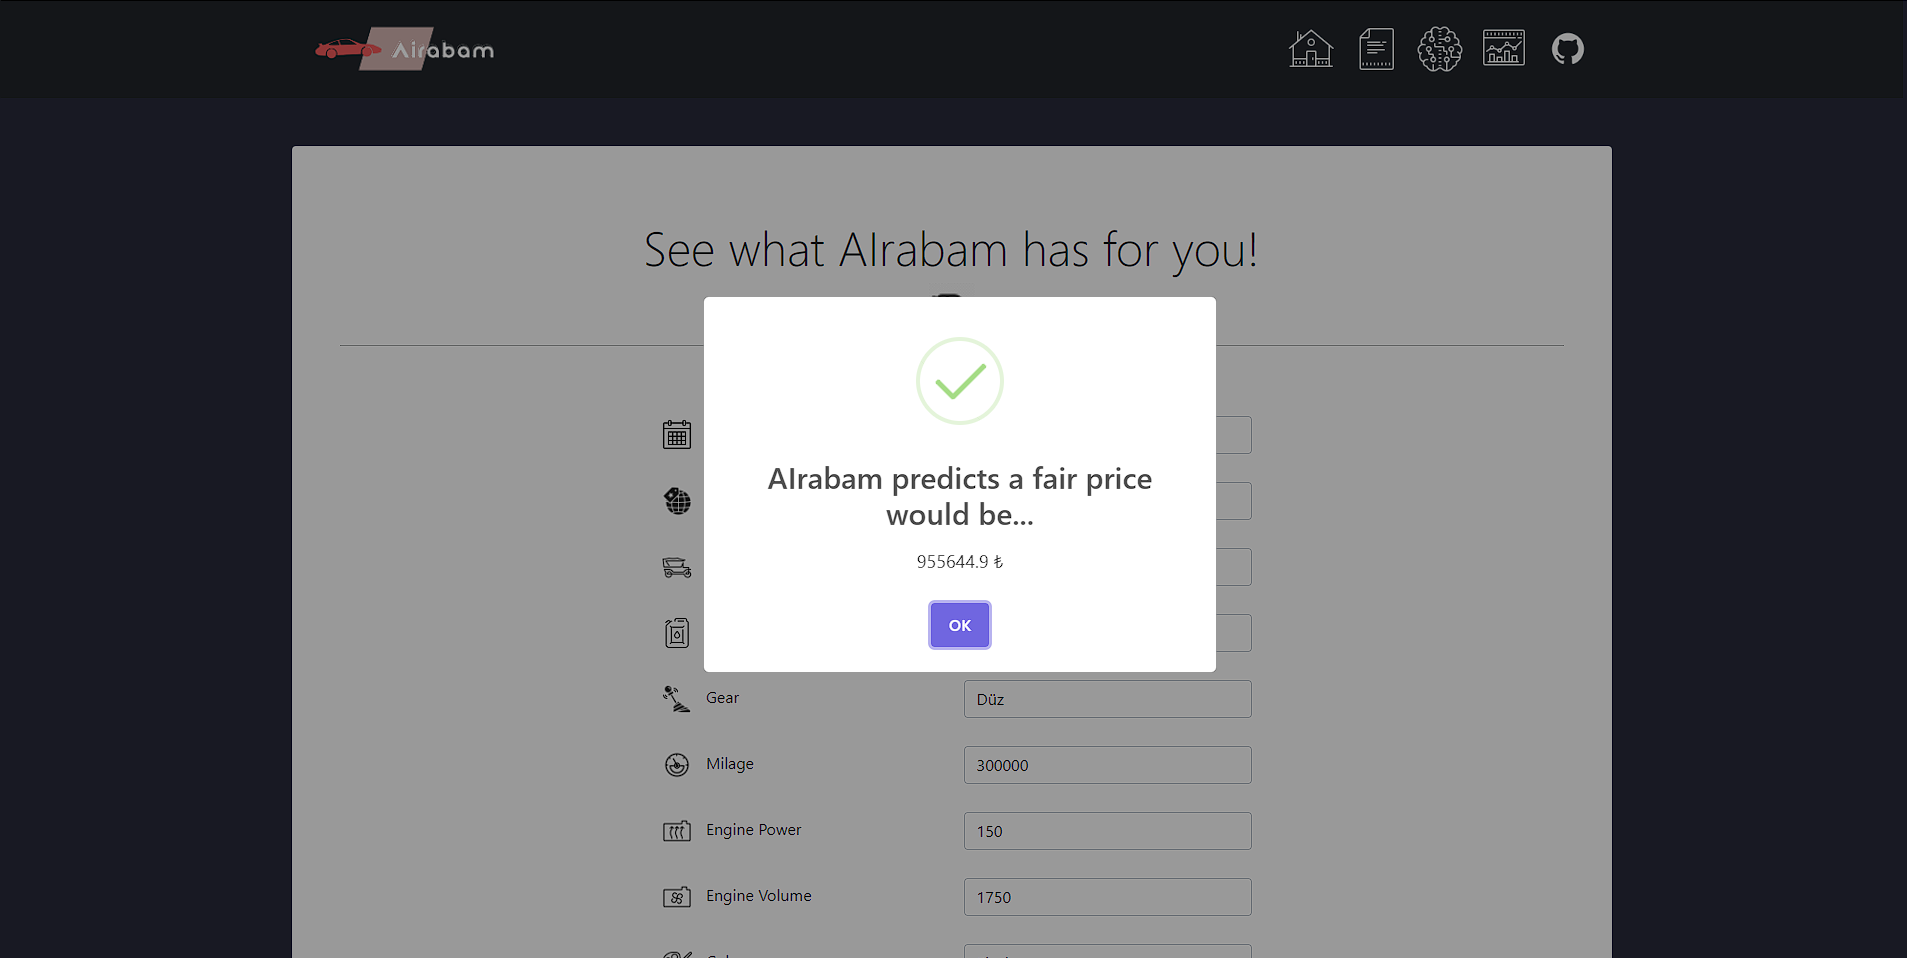 Airabam
See what AIrabam has for you!
AIrabam predicts a fair price
would be...
955644.9 ₺
OK
Gear
Düz
Milage
300000
Engine Power
150
Engine Volume
1750